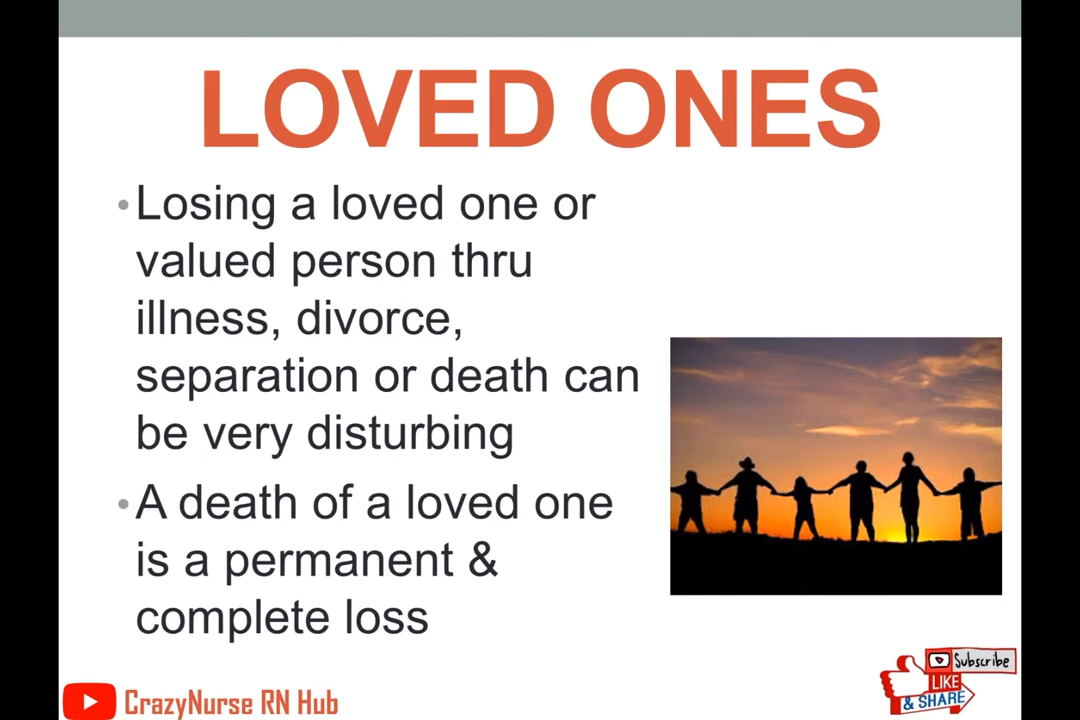 LOVED ONES
•Losing a loved one or
valued person thru
illness, divorce,
separation or death can
be very disturbing
•A death of a loved one
is a permanent &
complete loss
Subscribe
LIKE
& SHARE
CrazyNurse RN Hub